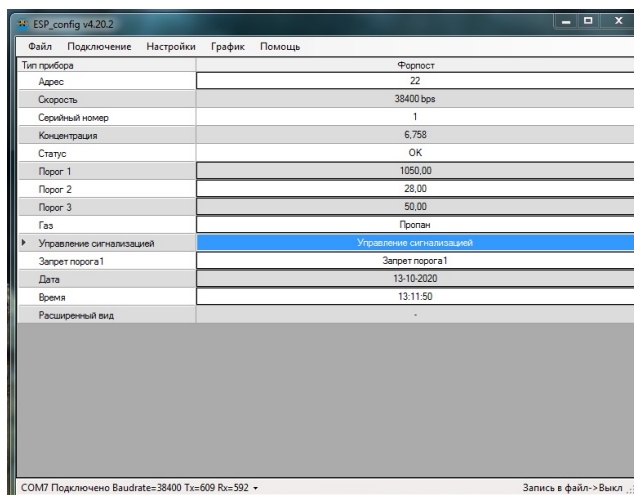 ESP_config v4.20.2
Файл Подключение Настройки График Помощь
Тип прибора Форпост
Адрес 22
Скорость 38400 bps
Серийный номер 1
Концентрация 6,758
Статус OK
Порог 1 1050,00
Порог 2 28,00
Порог 3 50,00
Газ Пропан
Управление сигнализацией Управление сигнализацией
Запрет порога1 Запрет порога1
Дата 13-10-2020
Время 13:11:50
Расширенный вид -
COM7 Подключено Baudrate=38400 Tx=609 Rx=592 Запись в файл->Выкл